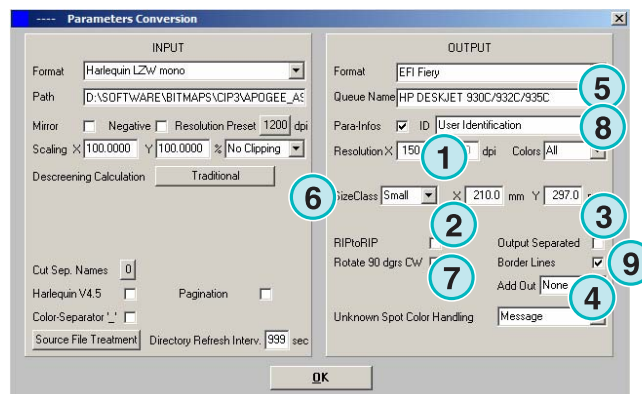 ---- Parameters Conversion
INPUT
Format Harlequin LZW mono
Path D:\SOFTWARE\BITMAPS\CIP3\APOGEE_AS
Mirror Negative Resolution Preset 1200 dpi
Scaling X 100.0000 Y 100.0000 % No Clipping
Descreening Calculation Traditional
Cut Sep. Names 0
Harlequin V4.5 Pagination
Color-Separator '_'
Source File Treatment Directory Refresh Interv. 999 sec
OUTPUT
Format EFI Fiery
Queue Name HP DESKJET 930C/932C/935C 5
Para-Infos ID User Identification 8
Resolution X 150 1 dpi Colors All
6 SizeClass Small X 210.0 mm Y 297.0
2 3
RIPtoRIP Output Separated
Rotate 90 dgrs CW 7 Border Lines 9
Add Out None 4
Unknown Spot Color Handling Message
OK